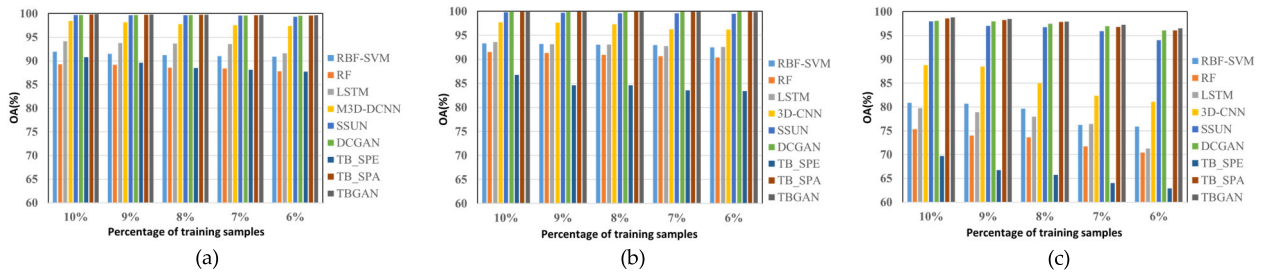 100
95
90
85
80
75
70
65
60
OA(%)
10% 9% 8% 7% 6%
Percentage of training samples
RBF-SVM
RF
LSTM
M3D-DCNN
SSUN
DCGAN
TB_SPE
TB_SPA
TBGAN
(a)
100
95
90
85
80
75
70
65
60
OA(%)
10% 9% 8% 7% 6%
Percentage of training samples
RBF-SVM
RF
LSTM
3D-CNN
SSUN
DCGAN
TB_SPE
TB_SPA
TBGAN
(b)
100
95
90
85
80
75
70
65
60
OA(%)
10% 9% 8% 7% 6%
Percentage of training samples
RBF-SVM
RF
LSTM
3D-CNN
SSUN
DCGAN
TB_SPE
TB_SPA
TBGAN
(c)